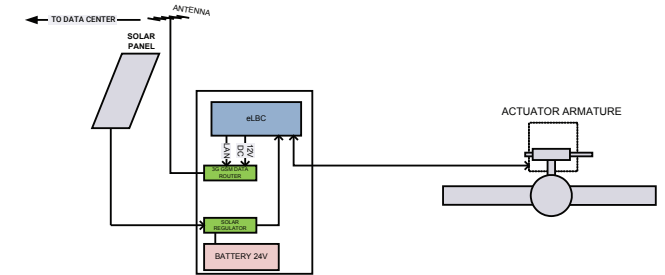 ANTENNA
TO DATA CENTER
SOLAR
PANEL
eLBC
LAN
12V
DC
3G GSM DATA
ROUTER
ACTUATOR ARMATURE
SOLAR
REGULATOR
BATTERY 24V